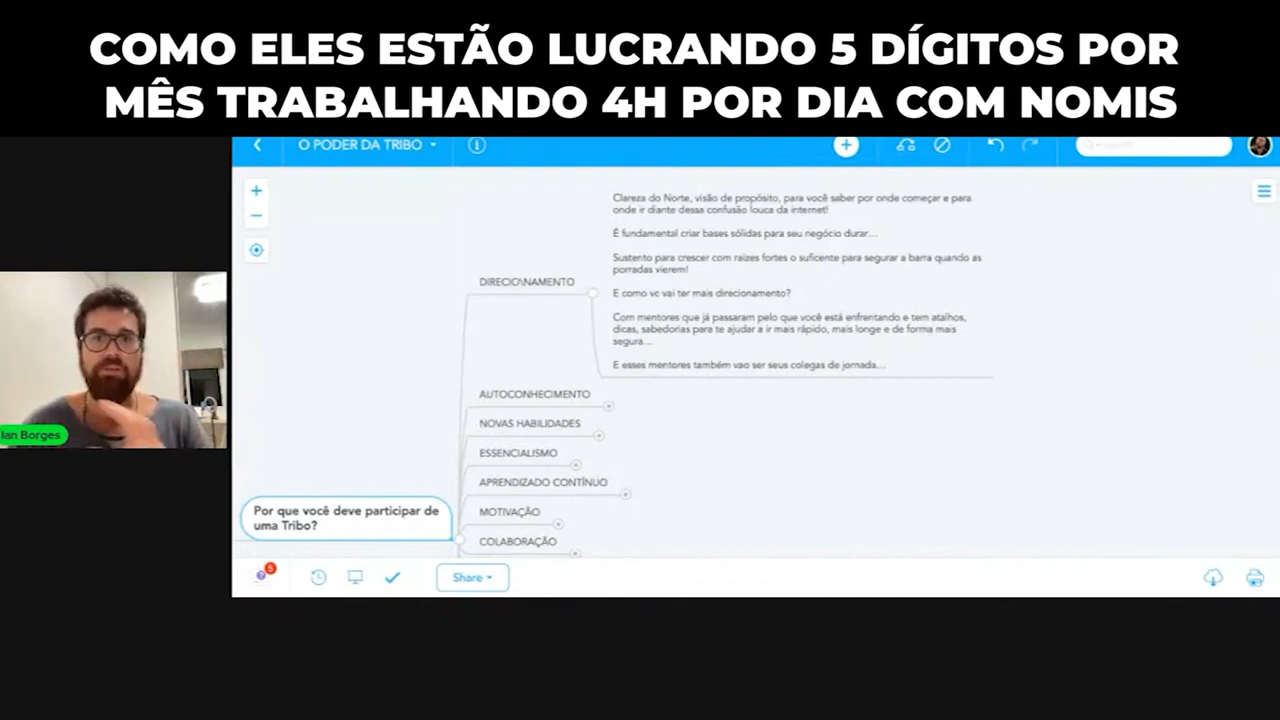 COMO ELES ESTÃO LUCRANDO 5 DÍGITOS POR
MÊS TRABALHANDO 4H POR DIA COM NOMIS
O PODER DA TRIBO
Clareza do Norte, visão de propósito, para você saber por onde começar e para
onde ir diante dessa confusão louca da internet!
É fundamental criar bases sólidas para seu negócio durar...
Sustento para crescer com raízes fortes o suficente para segurar a barra quando as
porradas vierem!
DIRECIO\NAMENTO
E como vc vai ter mais direcionamento?
Com mentores que já passaram pelo que você está enfrentando e tem atalhos,
dicas, sabedorias para te ajudar a ir mais rápido, mais longe e de forma mais
segura...
E esses mentores também vao ser seus colegas de jornada...
AUTOCONHECIMENTO
NOVAS HABILIDADES
ESSENCIALISMO
APRENDIZADO CONTÍNUO
MOTIVAÇÃO
COLABORAÇÃO
Por que você deve participar de
uma Tribo?
Ian Borges
5
Share